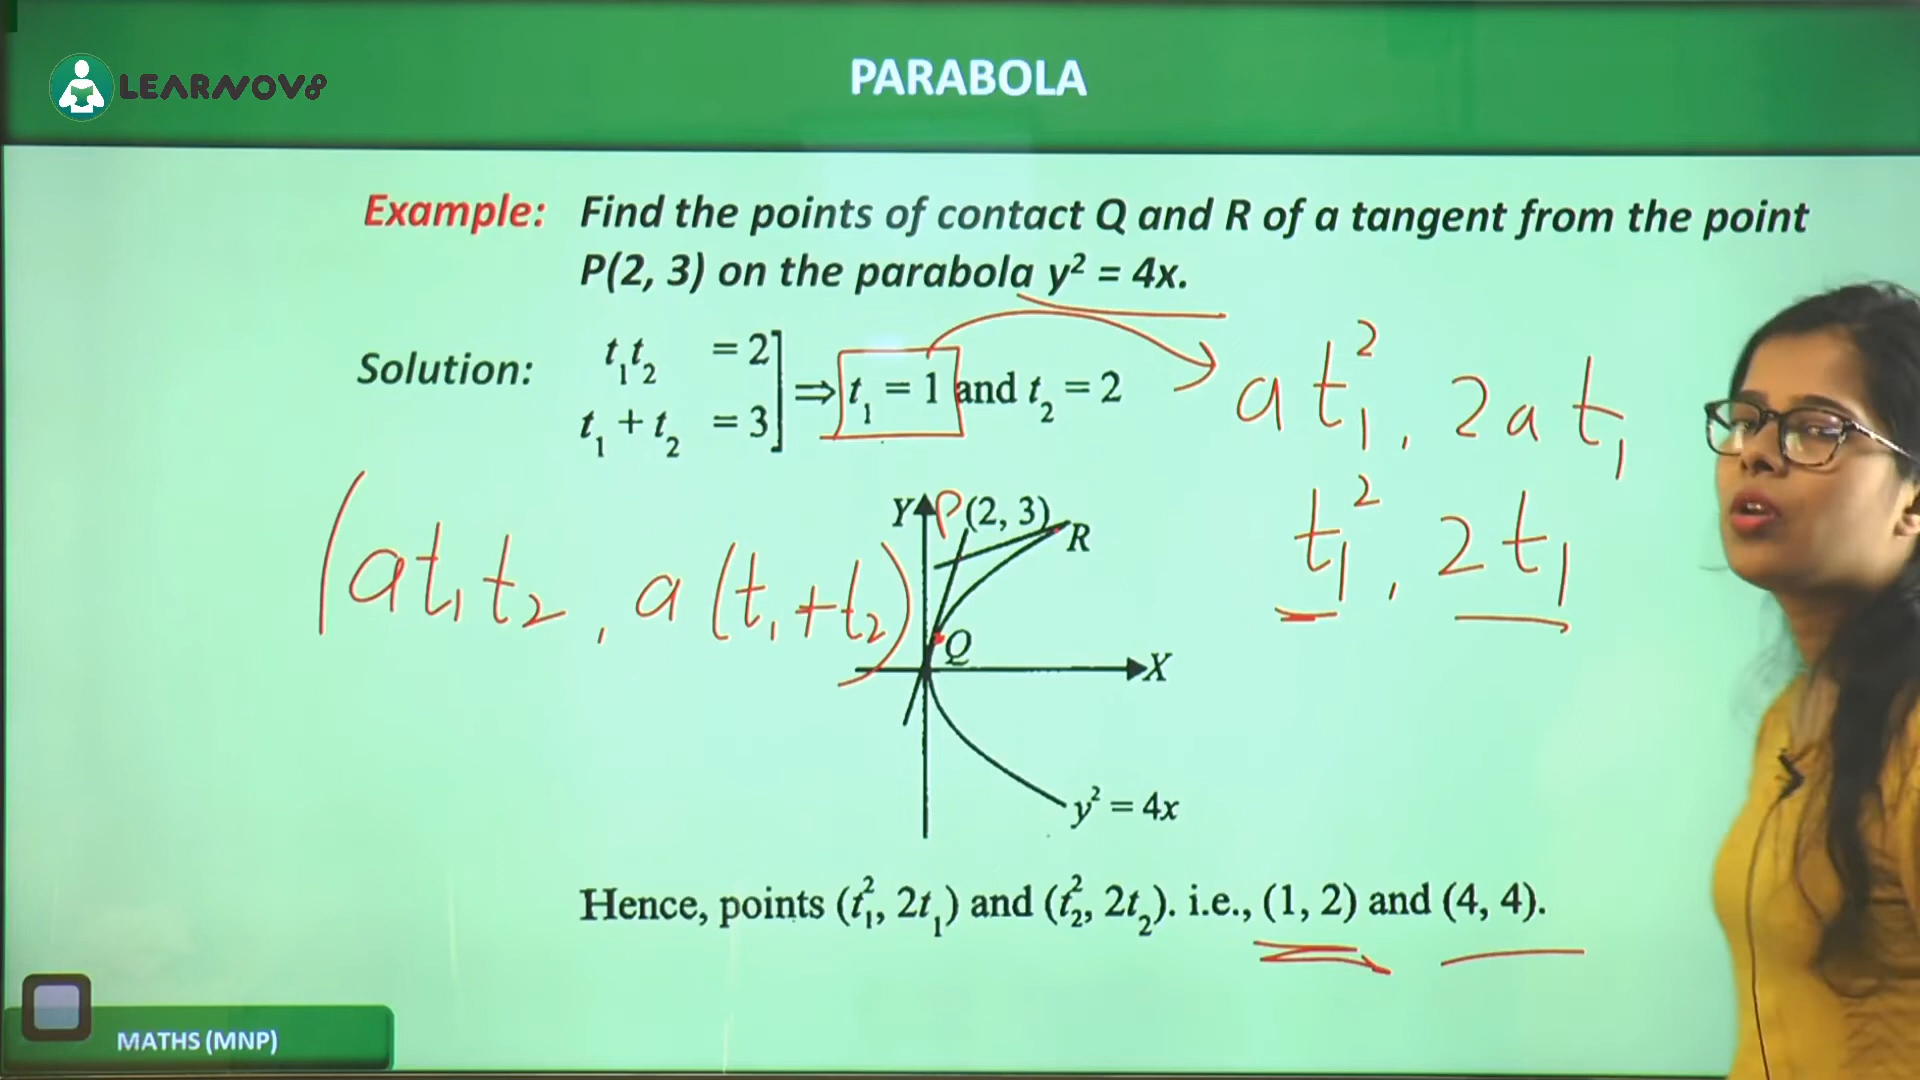 LEARNOV8
PARABOLA
Example: Find the points of contact Q and R of a tangent from the point
P(2, 3) on the parabola y² = 4x.
Solution: t₁t₂ = 2
t₁ + t₂ = 3] ⇒ t₁ = 1 and t₂ = 2
at₁², 2at₁
t₁², 2t₁
(at₁t₂, a(t₁+t₂))
Y P(2, 3) R
Q
X
y² = 4x
Hence, points (t₁², 2t₁) and (t₂², 2t₂). i.e., (1, 2) and (4, 4).
MATHS (MNP)